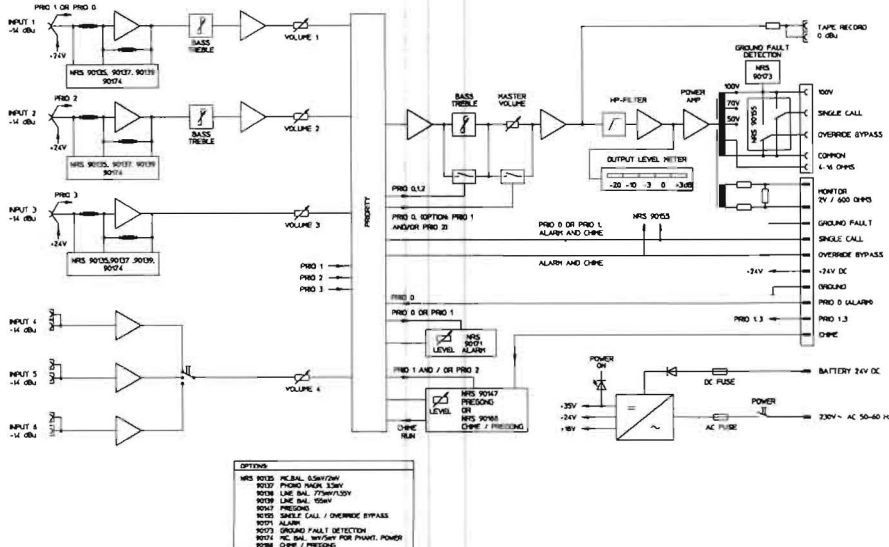 PRIO 1 OR PRIO 0
INPUT 1
-14 dBu
-24V
NRS 90135, 90137, 90139
90174
BASS
TREBLE
VOLUME 1
PRIO 2
INPUT 2
-14 dBu
-24V
NRS 90135, 90137, 90139
90174
BASS
TREBLE
VOLUME 2
PRIO 3
INPUT 3
-14 dBu
-24V
NRS 90135,90137,90139,
90174
VOLUME 3
INPUT 4
-14 dBu
INPUT 5
-14 dBu
INPUT 6
-14 dBu
VOLUME 4
PRIORITY
PRIO 1
PRIO 2
PRIO 3
BASS
TREBLE
MASTER
VOLUME
PRIO 0,1,2
PRIO 0, (OPTION: PRIO 1
AND/OR PRIO 2)
HP-FILTER
POWER
AMP
OUTPUT LEVEL METER
-20 -10 -3 0 +3dB
TAPE RECORD
0 dBu
GROUND FAULT
DETECTION
NRS
90173
100V
70V
50V
NRS 90155
100V
SINGLE CALL
OVERRIDE BYPASS
COMMON
4-16 OHMS
MONITOR
2V / 600 OHMS
GROUND FAULT
SINGLE CALL
OVERRIDE BYPASS
-24V
-24V DC
GROUND
PRIO 0 (ALARM)
PRIO 1,3
PRIO 1,3
CHIME
PRIO 0 OR PRIO 1,
ALARM AND CHIME
NRS 90155
ALARM AND CHIME
PRIO 0
PRIO 0 OR PRIO 1
LEVEL
NRS
90171
ALARM
PRIO 1 AND / OR PRIO 2
LEVEL
NRS 90147
PREGONG
OR
NRS 90188
CHIME / PREGONG
CHIME
RUN
POWER
ON
-35V
-24V
+18V
DC FUSE
BATTERY 24V DC
AC FUSE
POWER
230V~ AC 50-60 H
OPTIONS:
NRS 90135 MIC.BAL. 0.5mV/2mV
90137 PHONO MAGN. 3.5mV
90138 LINE BAL. 775mV/1.55V
90139 LINE BAL. 155mV
90147 PREGONG
90155 SINGLE CALL / OVERRIDE BYPASS
90171 ALARM
90173 GROUND FAULT DETECTION
90174 MIC. BAL. 1mV/5mV FOR PHANT. POWER
90188 CHIME / PREGONG